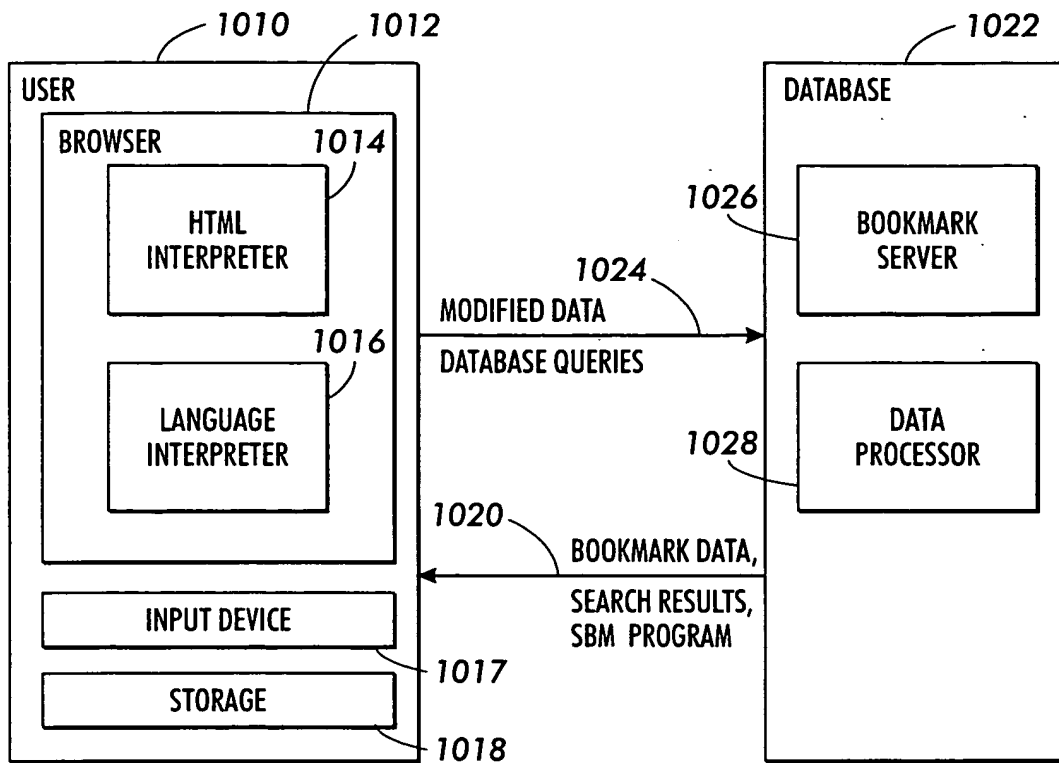 1010
1012
1022
USER
DATABASE
BROWSER
1014
HTML
INTERPRETER
1026
BOOKMARK
SERVER
1024
MODIFIED DATA
DATABASE QUERIES
1016
LANGUAGE
INTERPRETER
1028
DATA
PROCESSOR
1020
BOOKMARK DATA,
SEARCH RESULTS,
SBM PROGRAM
INPUT DEVICE
1017
STORAGE
1018